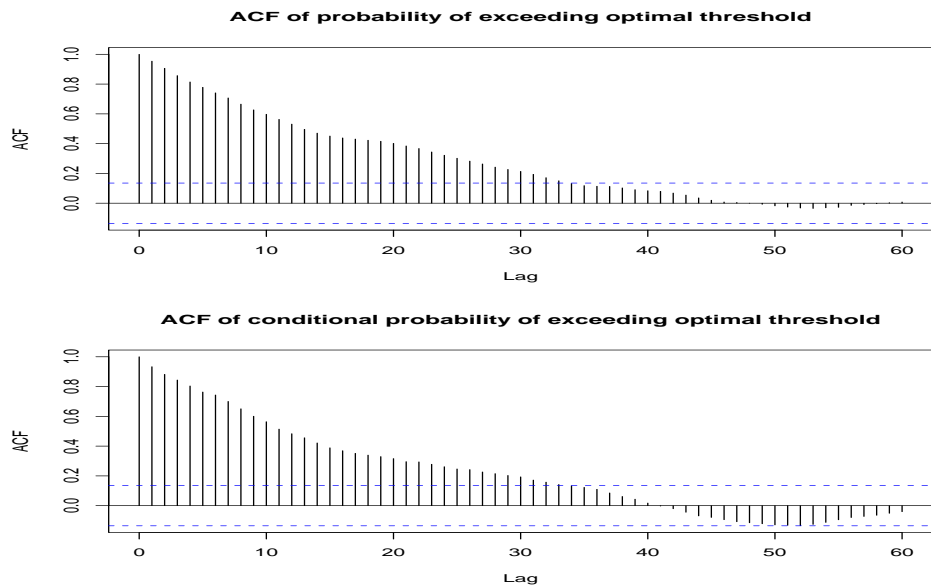 ACF of probability of exceeding optimal threshold
ACF
1.0
0.8
0.6
0.4
0.2
0.0
0 10 20 30 40 50 60
Lag
ACF of conditional probability of exceeding optimal threshold
ACF
1.0
0.8
0.6
0.4
0.2
0.0
0 10 20 30 40 50 60
Lag